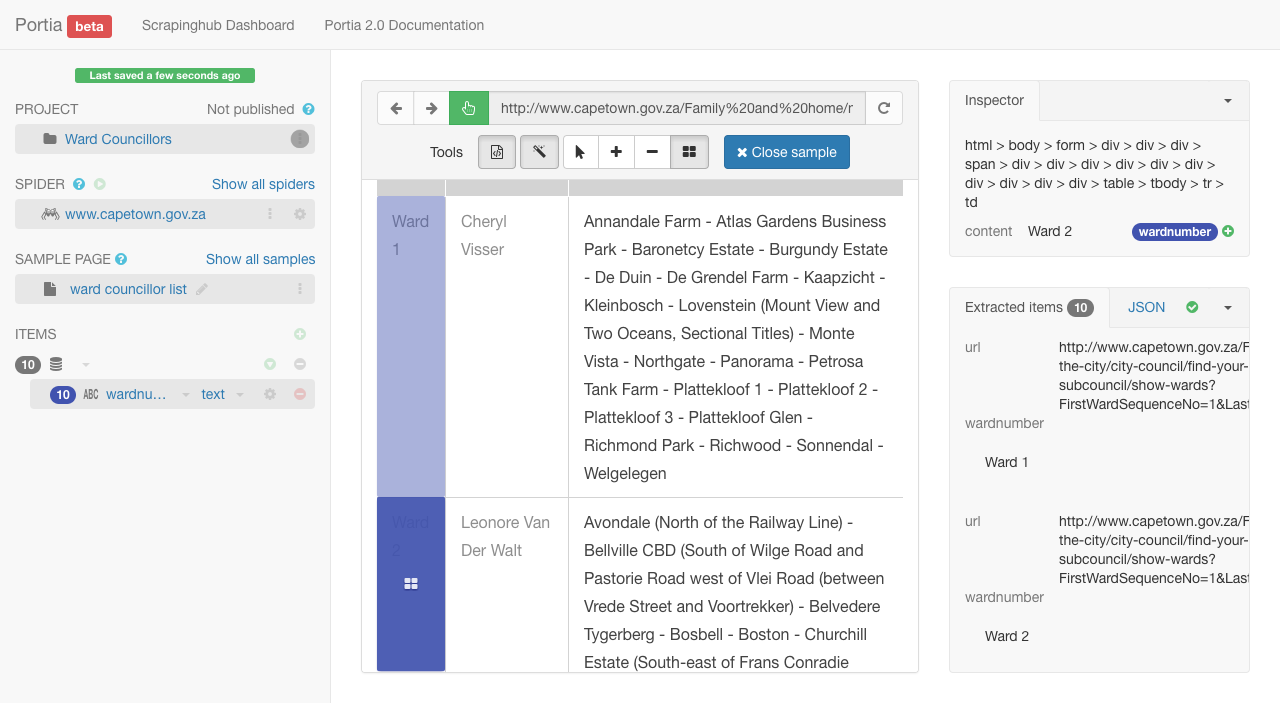 Portia beta Scrapinghub Dashboard Portia 2.0 Documentation
Last saved a few seconds ago
PROJECT Not published
Ward Councillors
SPIDER Show all spiders
www.capetown.gov.za
SAMPLE PAGE Show all samples
ward councillor list
ITEMS
10
10 ABC wardnu... text
http://www.capetown.gov.za/Family%20and%20home/r
Tools Close sample
Ward
1
Cheryl
Visser
Annandale Farm - Atlas Gardens Business
Park - Baronetcy Estate - Burgundy Estate
- De Duin - De Grendel Farm - Kaapzicht -
Kleinbosch - Lovenstein (Mount View and
Two Oceans, Sectional Titles) - Monte
Vista - Northgate - Panorama - Petrosa
Tank Farm - Plattekloof 1 - Plattekloof 2 -
Plattekloof 3 - Plattekloof Glen -
Richmond Park - Richwood - Sonnendal -
Welgelegen
Ward
2
Leonore Van
Der Walt
Avondale (North of the Railway Line) -
Bellville CBD (South of Wilge Road and
Pastorie Road west of Vlei Road (between
Vrede Street and Voortrekker) - Belvedere
Tygerberg - Bosbell - Boston - Churchill
Estate (South-east of Frans Conradie
Inspector
html > body > form > div > div > div >
span > div > div > div > div > div > div >
div > div > div > div > table > tbody > tr >
td
content Ward 2 wardnumber
Extracted items 10 JSON
url http://www.capetown.gov.za/F
the-city/city-council/find-your-
subcouncil/show-wards?
FirstWardSequenceNo=1&Last
wardnumber
Ward 1
url http://www.capetown.gov.za/F
the-city/city-council/find-your-
subcouncil/show-wards?
FirstWardSequenceNo=1&Last
wardnumber
Ward 2